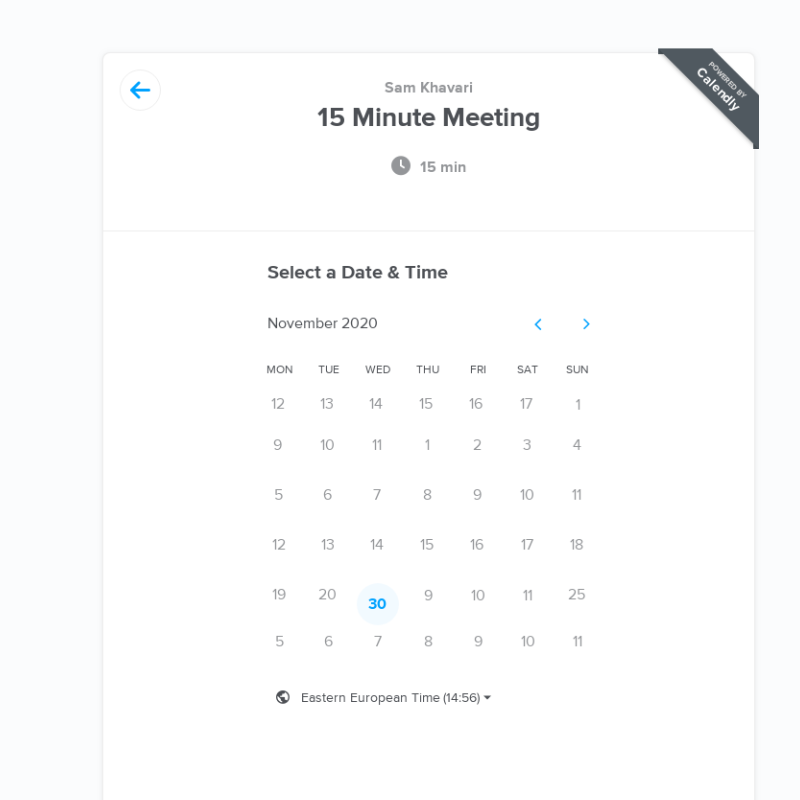 POWERED BY
Calendly
Sam Khavari
15 Minute Meeting
15 min
Select a Date & Time
November 2020
MON TUE WED THU FRI SAT SUN
12 13 14 15 16 17 1
9 10 11 1 2 3 4
5 6 7 8 9 10 11
12 13 14 15 16 17 18
19 20 30 9 10 11 25
5 6 7 8 9 10 11
Eastern European Time (14:56)